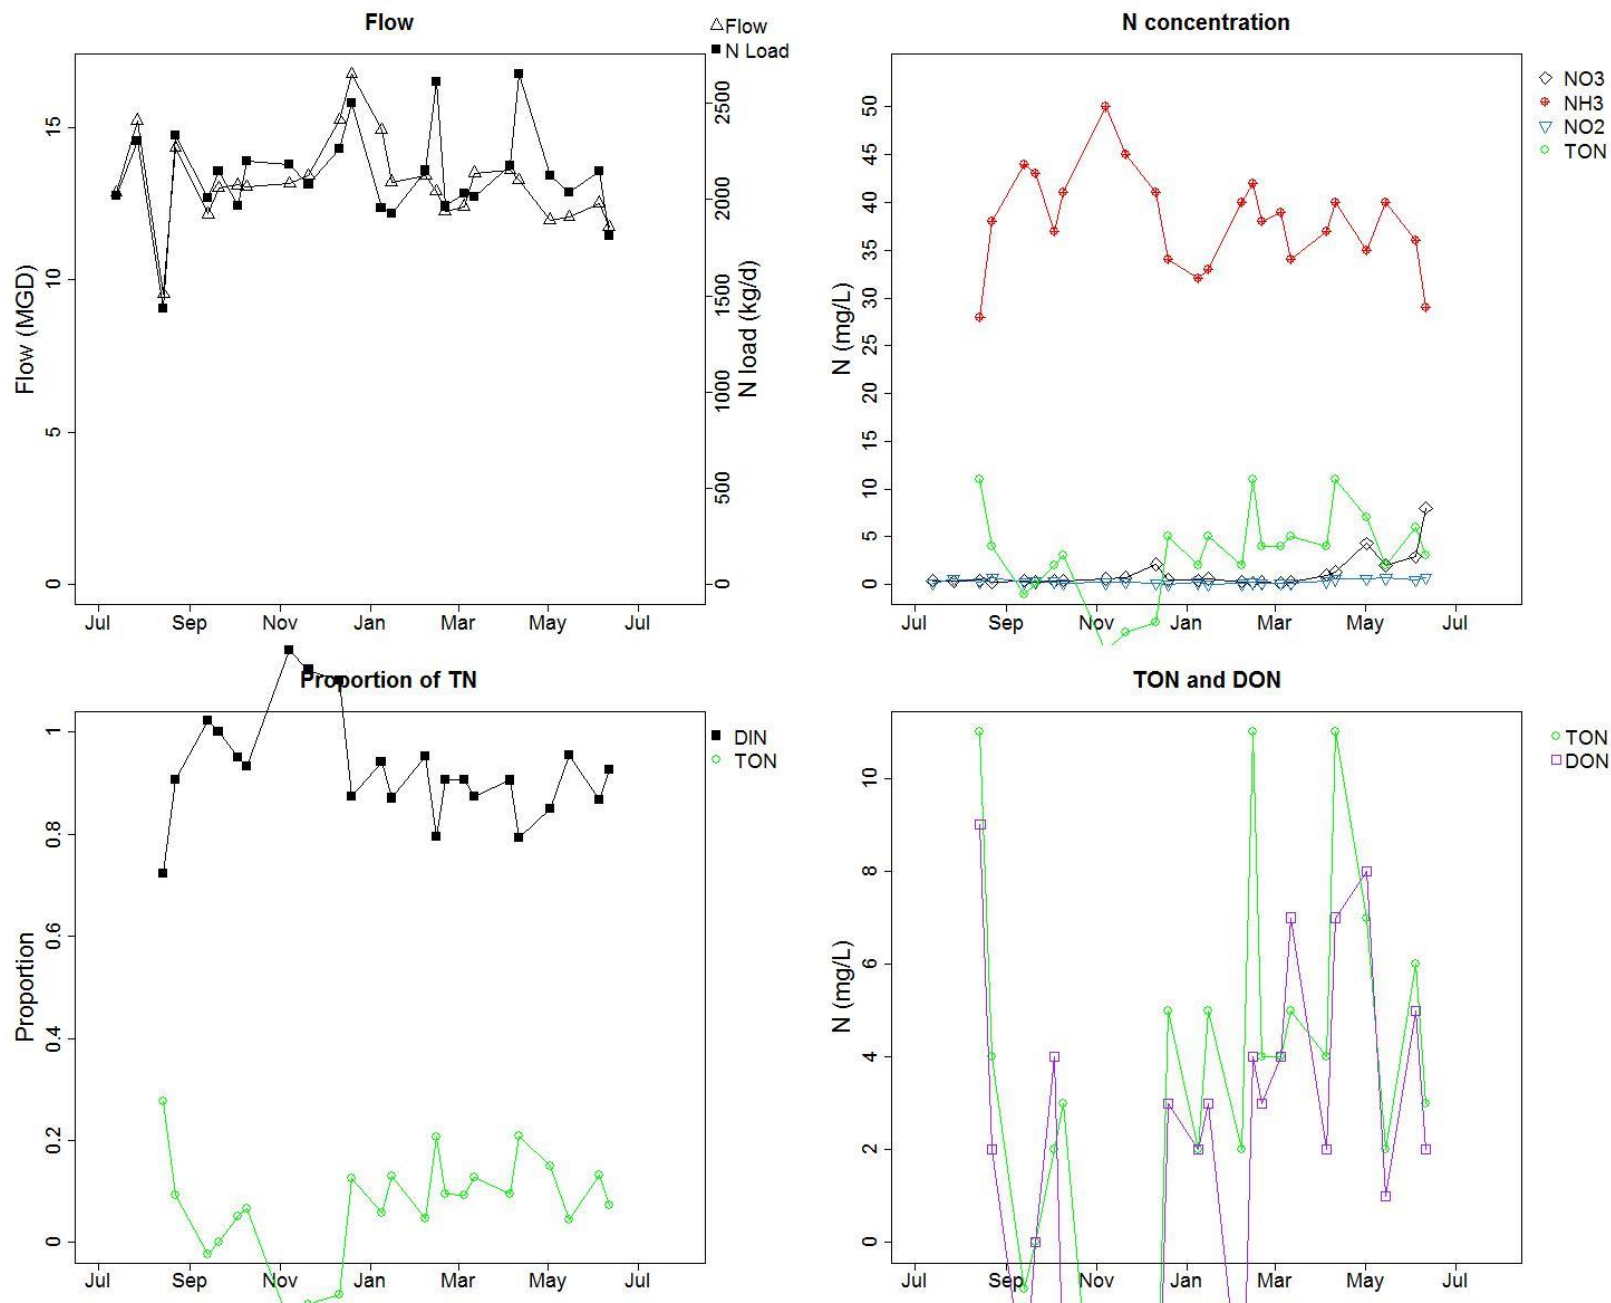 Flow
Flow
N Load
Flow (MGD)
15
10
5
0
N load (kg/d)
2500
2000
1500
1000
500
0
Jul Sep Nov Jan Mar May Jul
N concentration
NO3
NH3
NO2
TON
N (mg/L)
50
45
40
35
30
25
20
15
10
5
0
Jul Sep Nov Jan Mar May Jul
Proportion of TN
DIN
TON
Proportion
1
0.8
0.6
0.4
0.2
0
Jul Sep Nov Jan Mar May Jul
TON and DON
TON
DON
N (mg/L)
10
8
6
4
2
0
Jul Sep Nov Jan Mar May Jul